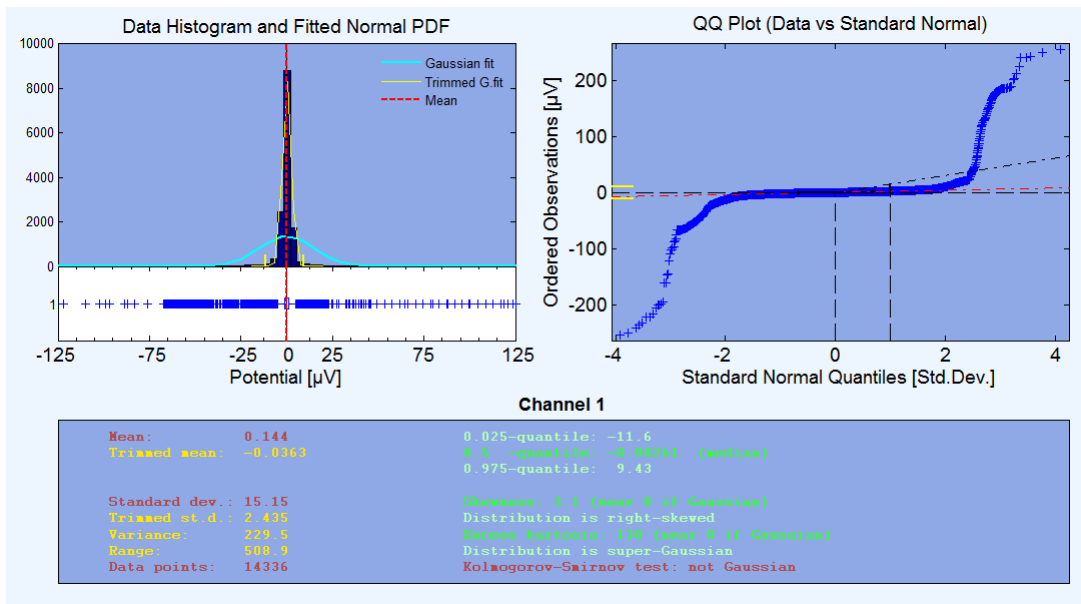 Data Histogram and Fitted Normal PDF
10000
8000
6000
4000
2000
0
Gaussian fit
Trimmed G.fit
Mean
1
-125 -75 -25 0 25 75 125
Potential [µV]
QQ Plot (Data vs Standard Normal)
200
100
0
-100
-200
Ordered Observations [µV]
-4 -2 0 2 4
Standard Normal Quantiles [Std.Dev.]
Channel 1
Mean: 0.144
Trimmed mean: -0.0363
Standard dev.: 15.15
Trimmed st.d.: 2.435
Variance: 229.5
Range: 508.9
Data points: 14336
0.025-quantile: -11.6
0.5 -quantile: -0.00261 (median)
0.975-quantile: 9.43
Skewness: (near 0 if Gaussian)
Distribution is right-skewed
Excess kurtosis: 130 (near 0 if Gaussian)
Distribution is super-Gaussian
Kolmogorov-Smirnov test: not Gaussian